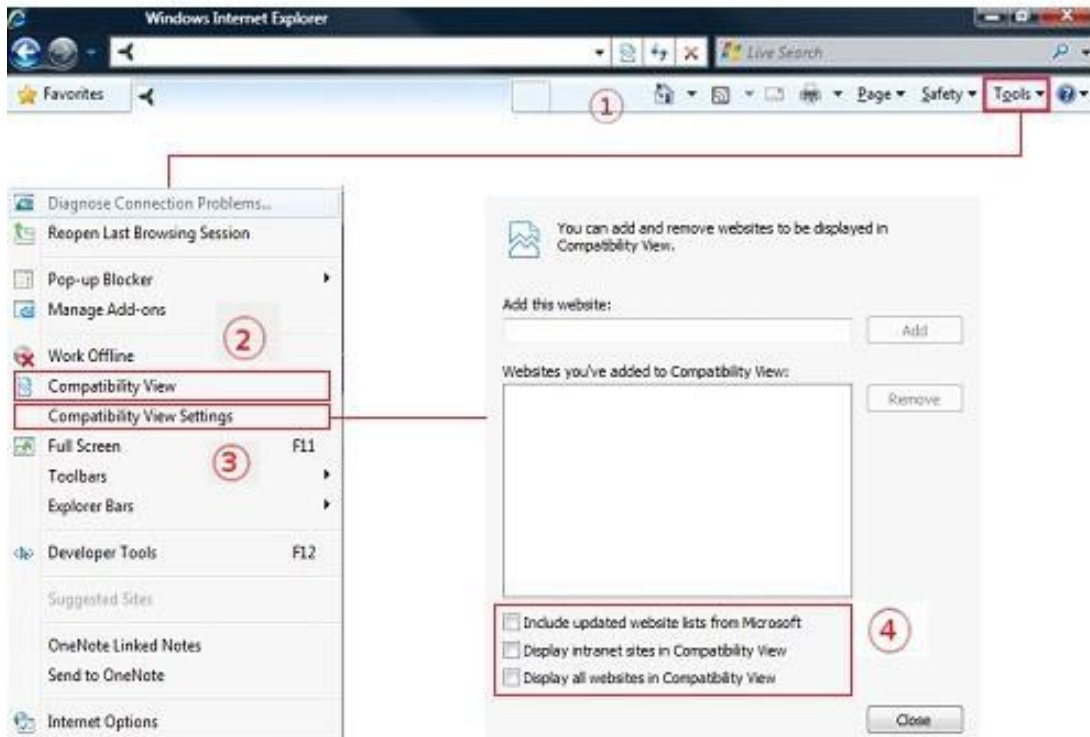 Windows Internet Explorer
Live Search
Favorites
①
Page
Safety
Tools
Diagnose Connection Problems...
Reopen Last Browsing Session
Pop-up Blocker
Manage Add-ons
②
Work Offline
Compatibility View
Compatibility View Settings
Full Screen F11
③
Toolbars
Explorer Bars
Developer Tools F12
Suggested Sites
OneNote Linked Notes
Send to OneNote
Internet Options
You can add and remove websites to be displayed in
Compatibility View.
Add this website:
Add
Websites you've added to Compatibility View:
Remove
Include updated website lists from Microsoft
Display intranet sites in Compatibility View
Display all websites in Compatibility View
④
Close